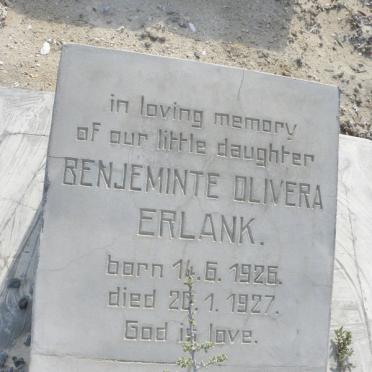 in loving memory
of our little daughter
BENJEMINTE OLIVERA
ERLANK.
born 14.6.1926.
died 26.1.1927.
God is love.